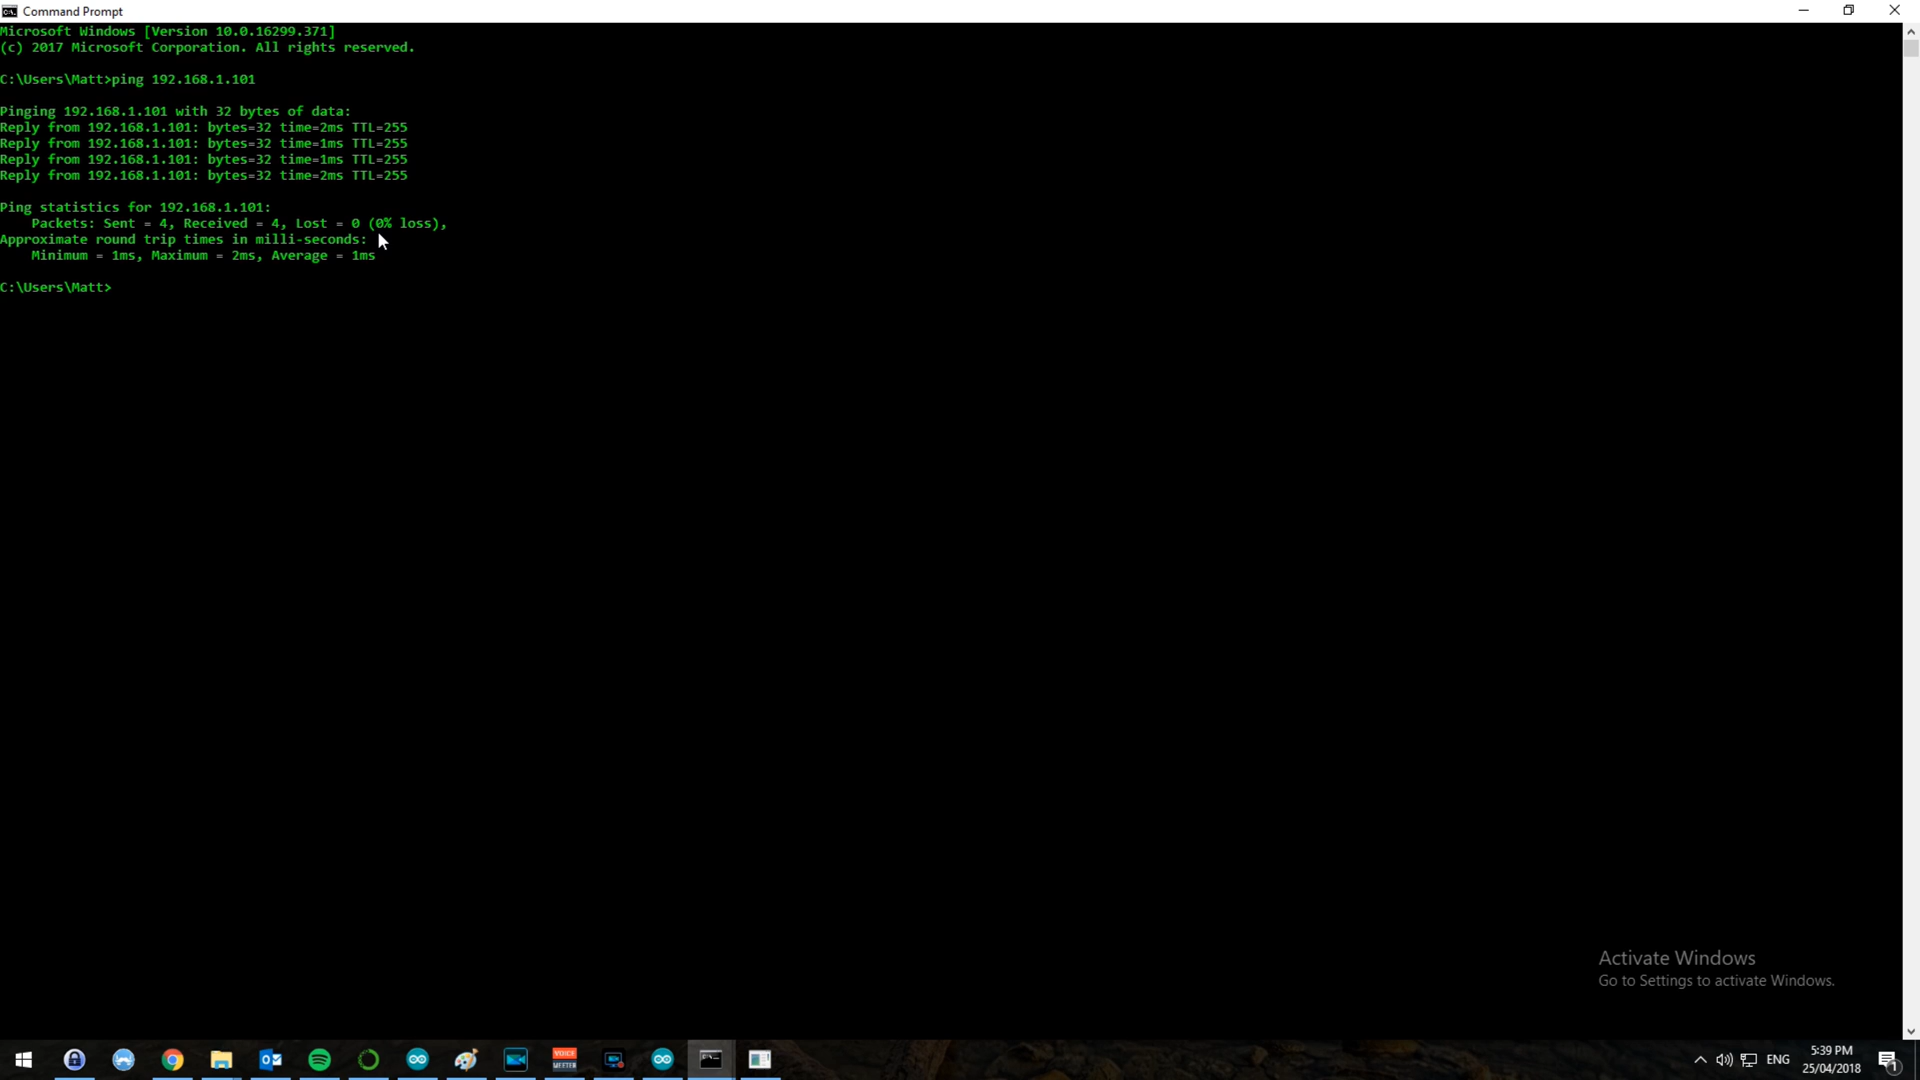 Command Prompt
Microsoft Windows [Version 10.0.16299.371]
(c) 2017 Microsoft Corporation. All rights reserved.
C:\Users\Matt>ping 192.168.1.101
Pinging 192.168.1.101 with 32 bytes of data:
Reply from 192.168.1.101: bytes=32 time=2ms TTL=255
Reply from 192.168.1.101: bytes=32 time=1ms TTL=255
Reply from 192.168.1.101: bytes=32 time=1ms TTL=255
Reply from 192.168.1.101: bytes=32 time=2ms TTL=255
Ping statistics for 192.168.1.101:
Packets: Sent = 4, Received = 4, Lost = 0 (0% loss),
Approximate round trip times in milli-seconds:
Minimum = 1ms, Maximum = 2ms, Average = 1ms
C:\Users\Matt>
Activate Windows
Go to Settings to activate Windows.
VOICE
MEETER
ENG
5:39 PM
25/04/2018
1